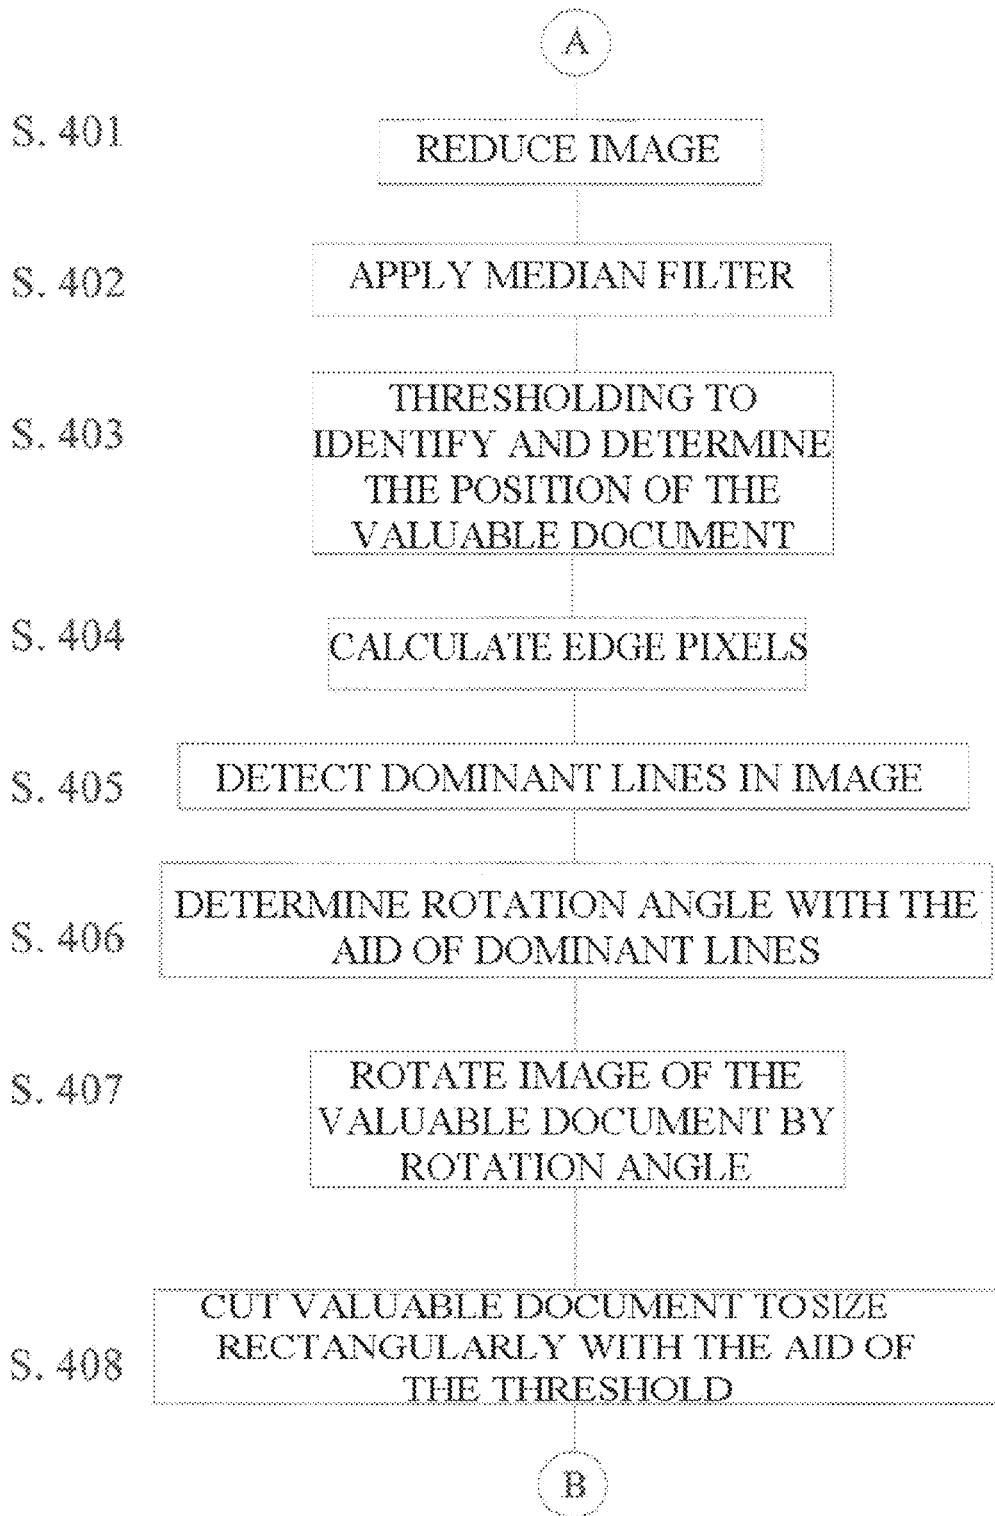 A
S. 401
REDUCE IMAGE
S. 402
APPLY MEDIAN FILTER
S. 403
THRESHOLDING TO
IDENTIFY AND DETERMINE
THE POSITION OF THE
VALUABLE DOCUMENT
S. 404
CALCULATE EDGE PIXELS
S. 405
DETECT DOMINANT LINES IN IMAGE
S. 406
DETERMINE ROTATION ANGLE WITH THE
AID OF DOMINANT LINES
S. 407
ROTATE IMAGE OF THE
VALUABLE DOCUMENT BY
ROTATION ANGLE
S. 408
CUT VALUABLE DOCUMENT TO SIZE
RECTANGULARLY WITH THE AID OF
THE THRESHOLD
B